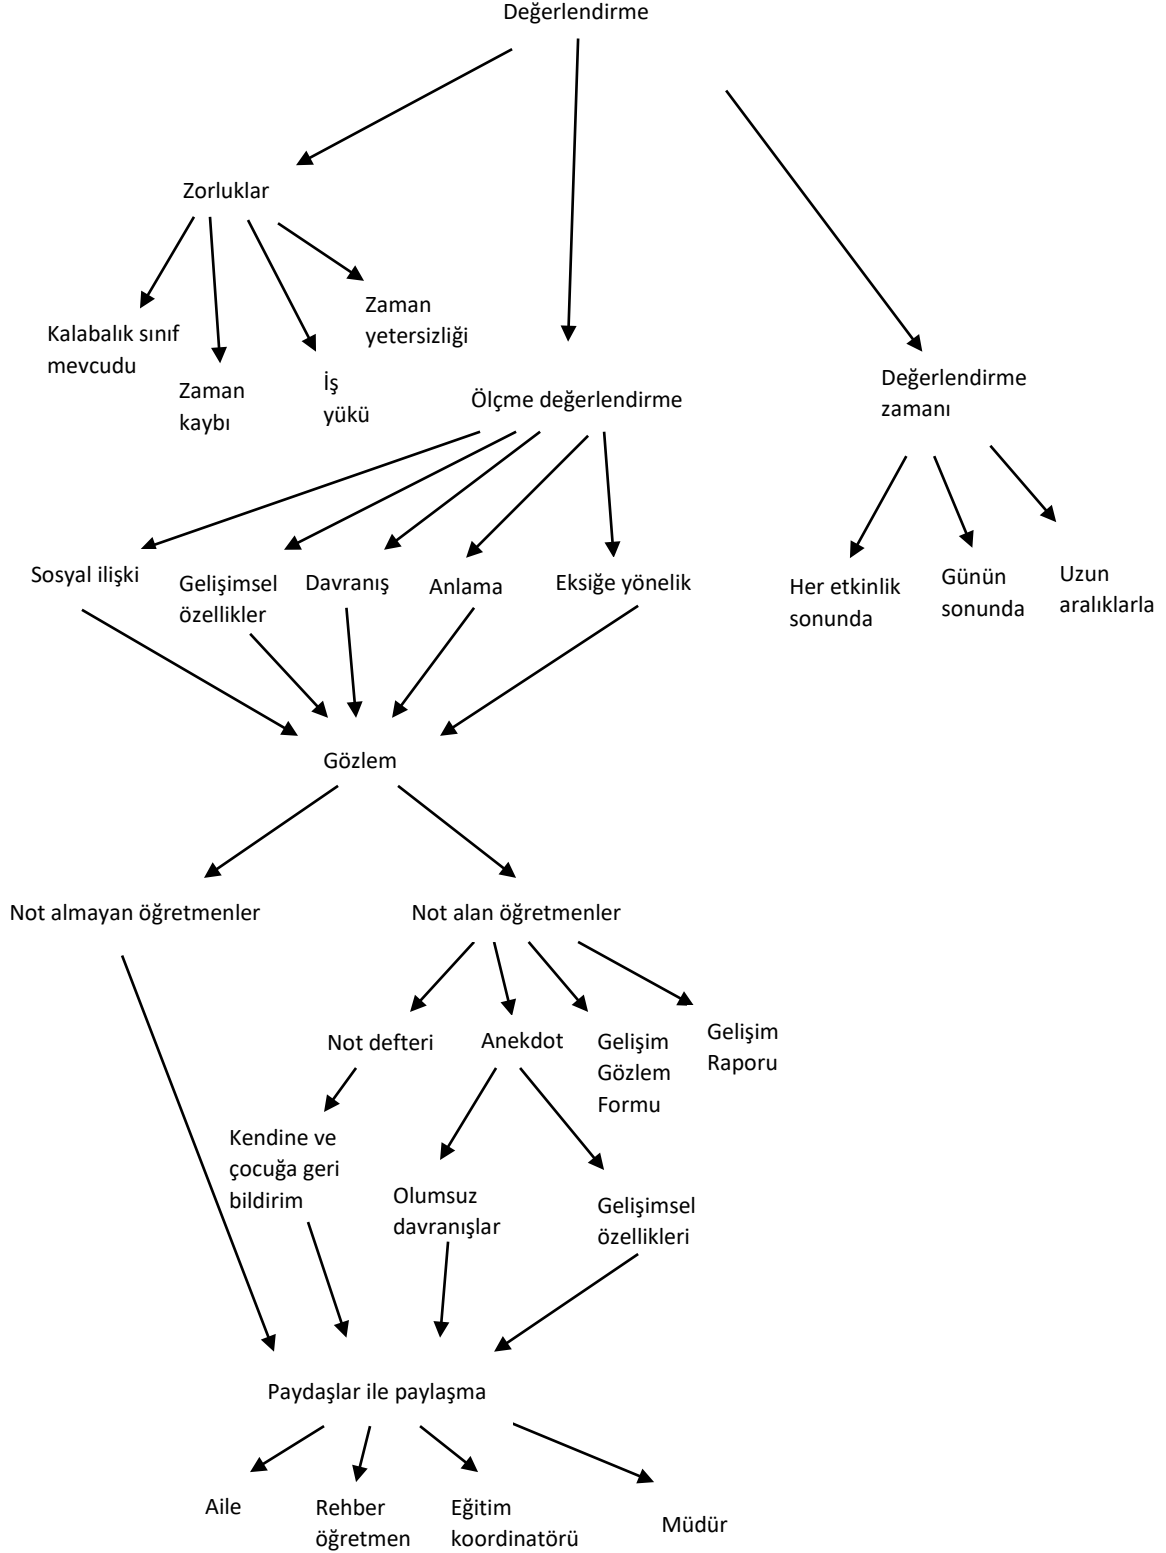 Değerlendirme
Zorluklar
Kalabalık sınıf
mevcudu
Zaman
kaybı
İş
yükü
Zaman
yetersizliği
Ölçme değerlendirme
Değerlendirme
zamanı
Sosyal ilişki
Gelişimsel
özellikler
Davranış
Anlama
Eksiğe yönelik
Her etkinlik
sonunda
Günün
sonunda
Uzun
aralıklarla
Gözlem
Not almayan öğretmenler
Not alan öğretmenler
Not defteri
Anekdot
Gelişim
Gözlem
Formu
Gelişim
Raporu
Kendine ve
çocuğa geri
bildirim
Olumsuz
davranışlar
Gelişimsel
özellikleri
Paydaşlar ile paylaşma
Aile
Rehber
öğretmen
Eğitim
koordinatörü
Müdür